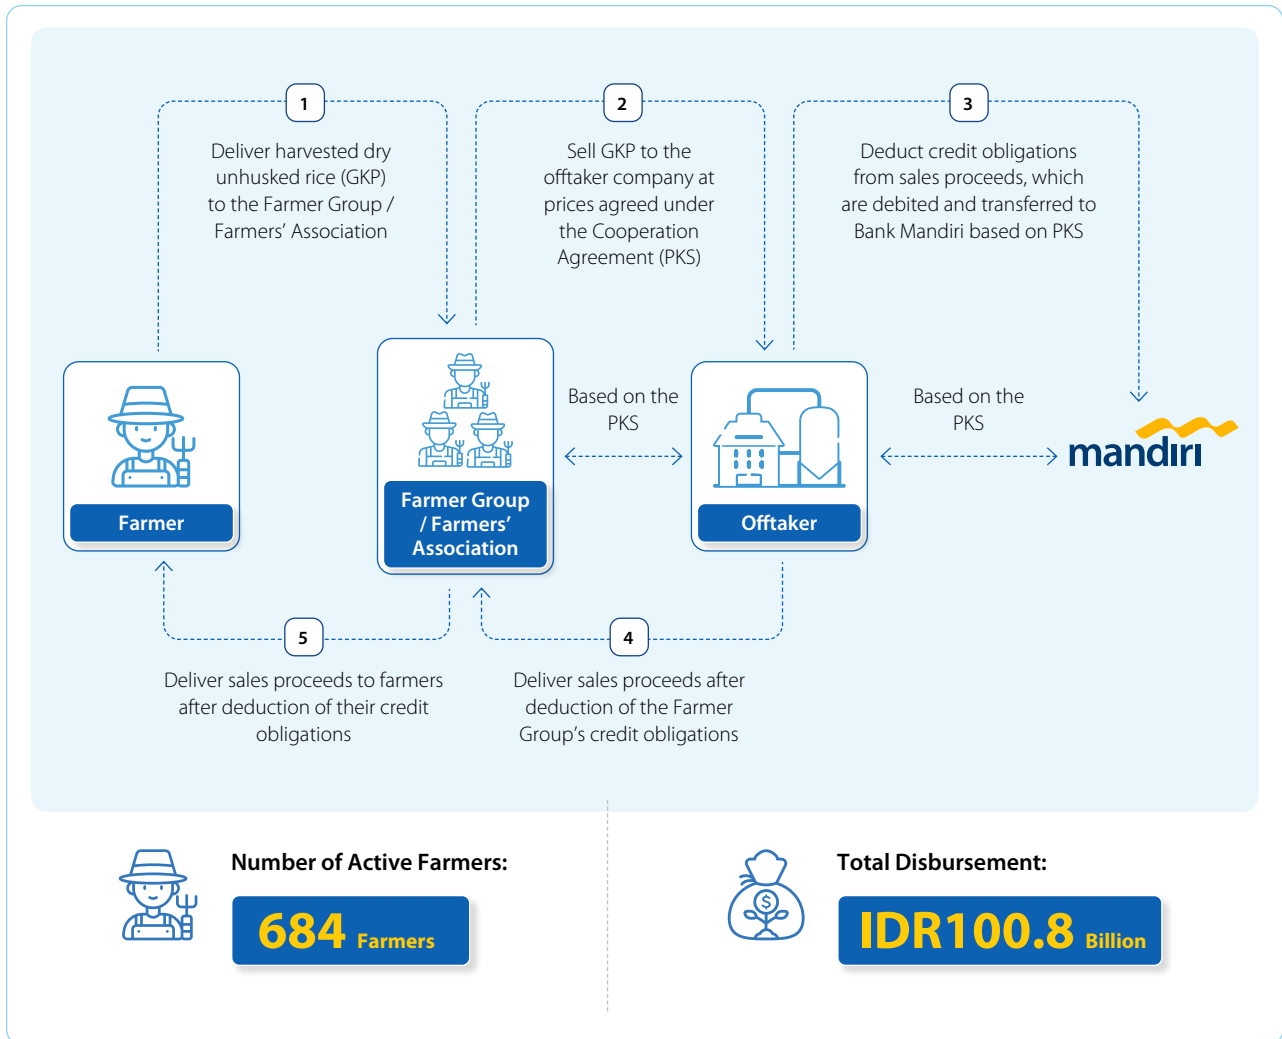 1
Deliver harvested dry
unhusked rice (GKP)
to the Farmer Group /
Farmers’ Association
2
Sell GKP to the
offtaker company at
prices agreed under
the Cooperation
Agreement (PKS)
3
Deduct credit obligations
from sales proceeds, which
are debited and transferred to
Bank Mandiri based on PKS
Farmer
Farmer Group
/ Farmers’
Association
Based on the
PKS
Offtaker
Based on the
PKS
mandiri
5
Deliver sales proceeds to farmers
after deduction of their credit
obligations
4
Deliver sales proceeds after
deduction of the Farmer
Group’s credit obligations
Number of Active Farmers:
684 Farmers
Total Disbursement:
$
IDR100.8 Billion